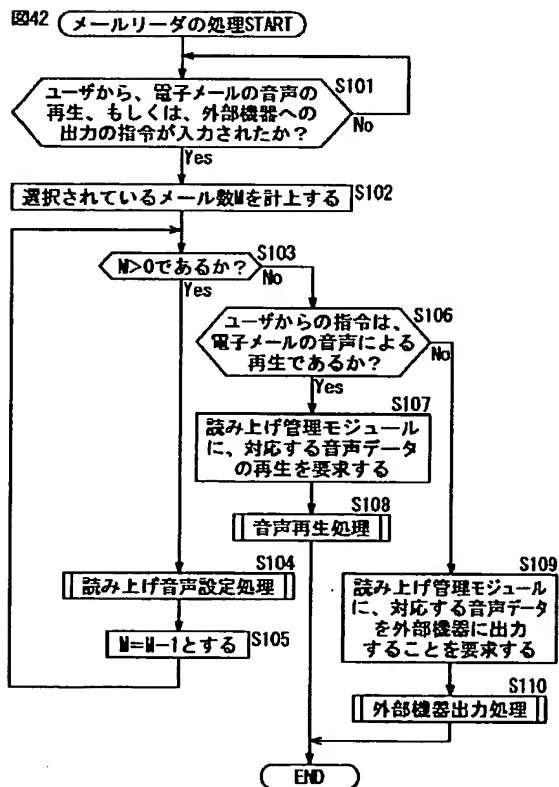 図42
メールリーダの処理START
S101
ユーザから、電子メールの音声の
再生、もしくは、外部機器への
出力の指令が入力されたか?
No
Yes
S102
選択されているメール数Mを計上する
S103
M>0であるか?
No
Yes
S106
ユーザからの指令は、
電子メールの音声による
再生であるか?
No
Yes
S107
読み上げ管理モジュール
に、対応する音声データ
の再生を要求する
S108
音声再生処理
S104
読み上げ音声設定処理
S105
M=M-1とする
S109
読み上げ管理モジュール
に、対応する音声データ
を外部機器に出力
することを要求する
S110
外部機器出力処理
END